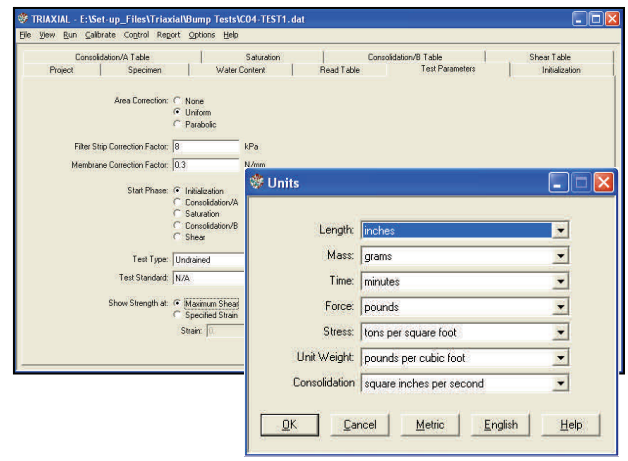 TRIAXIAL - E:\Set-up_Files\Triaxial\Bump Tests\C04-TEST1.dat
File View Run Calibrate Control Report Options Help
Consolidation/A Table Saturation Consolidation/B Table Shear Table
Project Specimen Water Content Read Table Test Parameters Initialization
Area Correction: None
Uniform
Parabolic
Filter Strip Correction Factor: 8 kPa
Membrane Correction Factor: 0.3 N/mm
Start Phase: Initialization
Consolidation/A
Saturation
Consolidation/B
Shear
Test Type: Undrained
Test Standard: N/A
Show Strength at: Maximum Shear
Specified Strain
Strain: 0
Units
Length: inches
Mass: grams
Time: minutes
Force: pounds
Stress: tons per square foot
Unit Weight: pounds per cubic foot
Consolidation square inches per second
OK Cancel Metric English Help